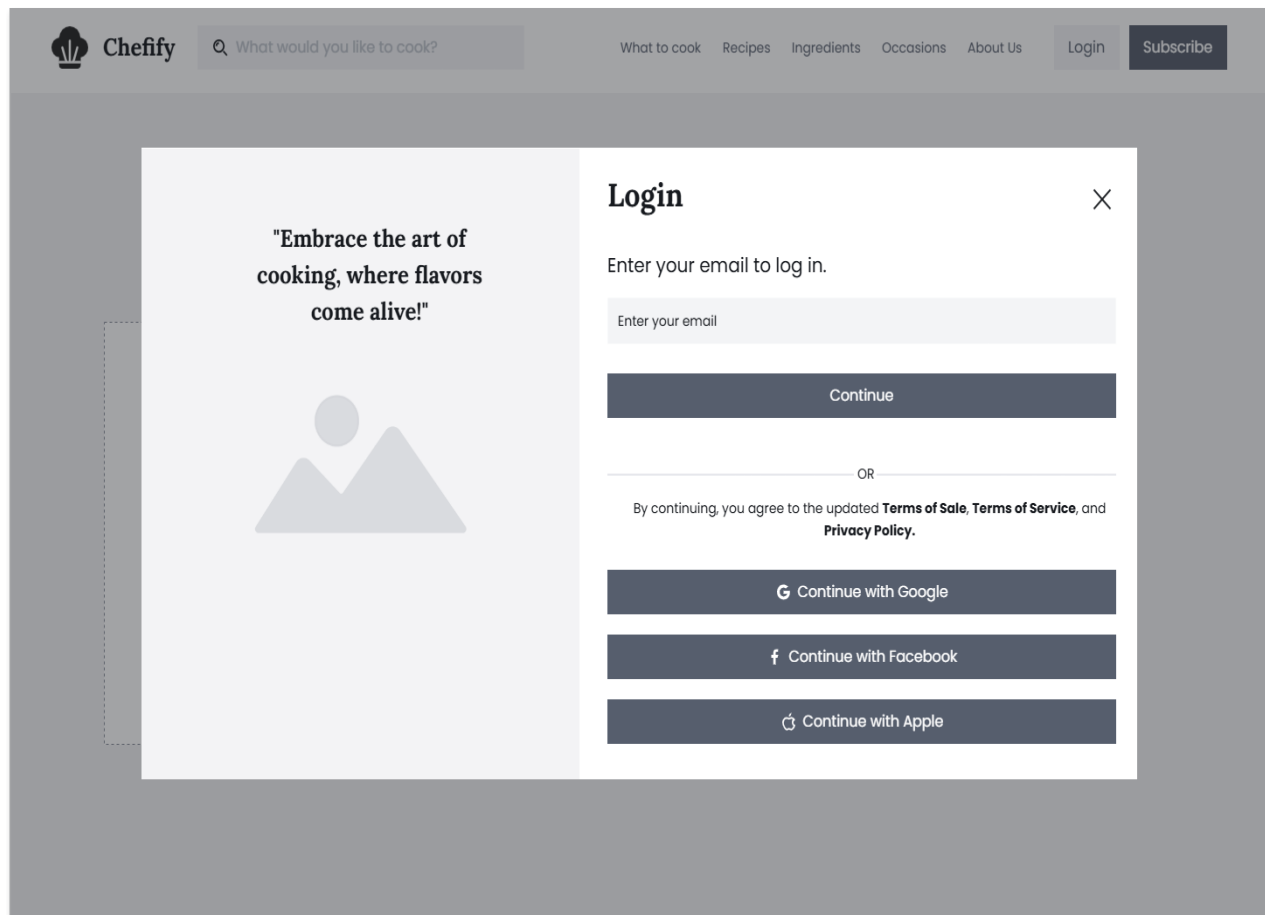 Chefify
What would you like to cook?
What to cook
Recipes
Ingredients
Occasions
About Us
Login
Subscribe
"Embrace the art of
cooking, where flavors
come alive!"
Login
Enter your email to log in.
Enter your email
Continue
OR
By continuing, you agree to the updated Terms of Sale, Terms of Service, and
Privacy Policy.
Continue with Google
Continue with Facebook
Continue with Apple